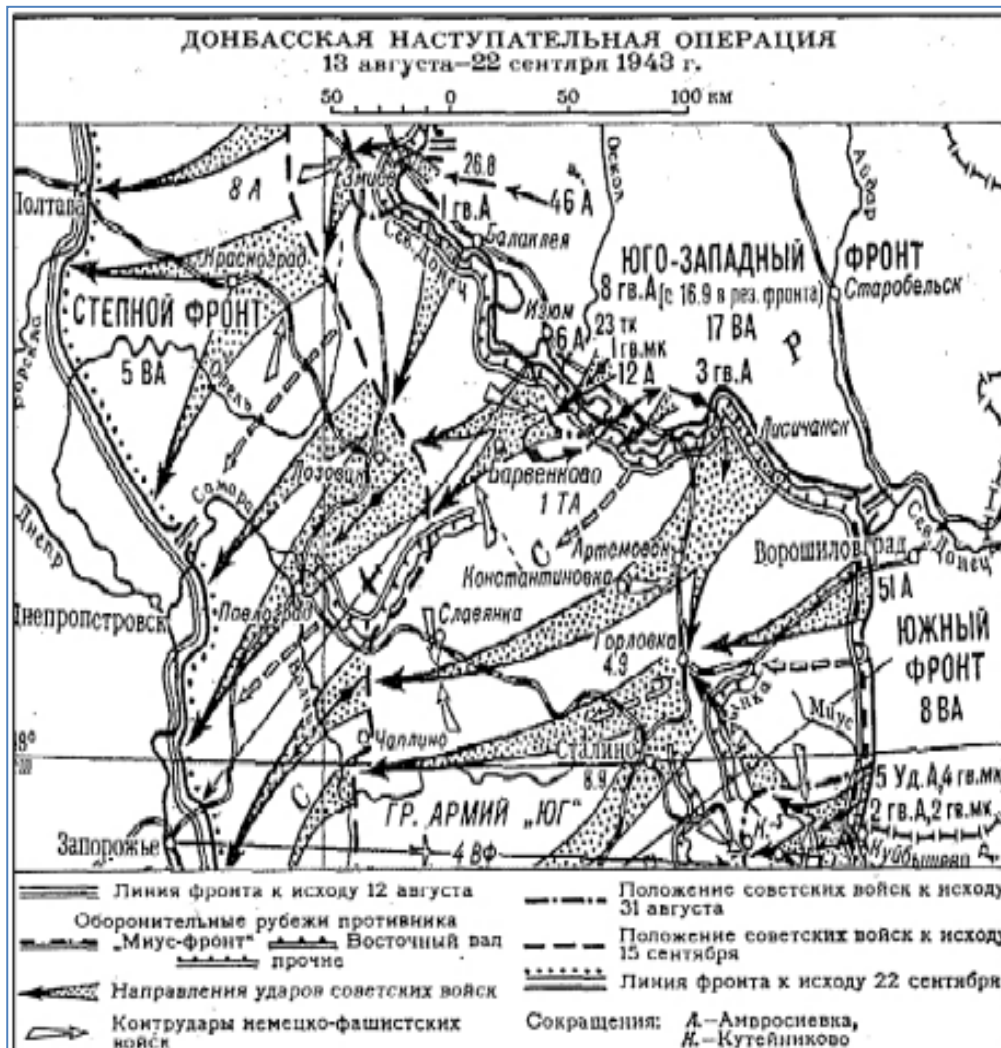 ДОНБАССКАЯ НАСТУПАТЕЛЬНАЯ ОПЕРАЦИЯ
13 августа—22 сентября 1943 г.
50 0 50 100 км
Полтава
8 А
Змиев
26.8
46 А
1 гв.А
Оскол
Айдар
Балаклея
Сев. Донец
Красноград
СТЕПНОЙ ФРОНТ
5 ВА
Изюм
ЮГО-ЗАПАДНЫЙ ФРОНТ
8 гв.А (с 16.9 в рез. фронта)
17 ВА
Старобельск
6 А
23 тк
1 гв.мк
12 А
3 гв.А
Р
Орель
Лисичанск
Лозовая
Барвенково
1 ТА
С
Самара
Днепр
Артемовск
Константиновка
Ворошиловград
Сев. Донец
51 А
Днепропстровск
Павлоград
Славянка
Горловка
4.9
ЮЖНЫЙ
ФРОНТ
8 ВА
Миус
Чаплино
Сталино
8.9
С
ГР. АРМИЙ „ЮГ“
5 Уд.А,4 гв.мк
2 гв.А,2 гв.мк
Куйбышево
Запорожье
4 ВФ
Линия фронта к исходу 12 августа
Оборонительные рубежи противника
„Миус-фронт“ Восточный вал
прочие
Направления ударов советских войск
Контрудары немецко-фашистских
войск
Положение советских войск к исходу
31 августа
Положение советских войск к исходу
15 сентября
Линия фронта к исходу 22 сентября
Сокращения: А.—Амвросиевка,
К.—Кутейниково